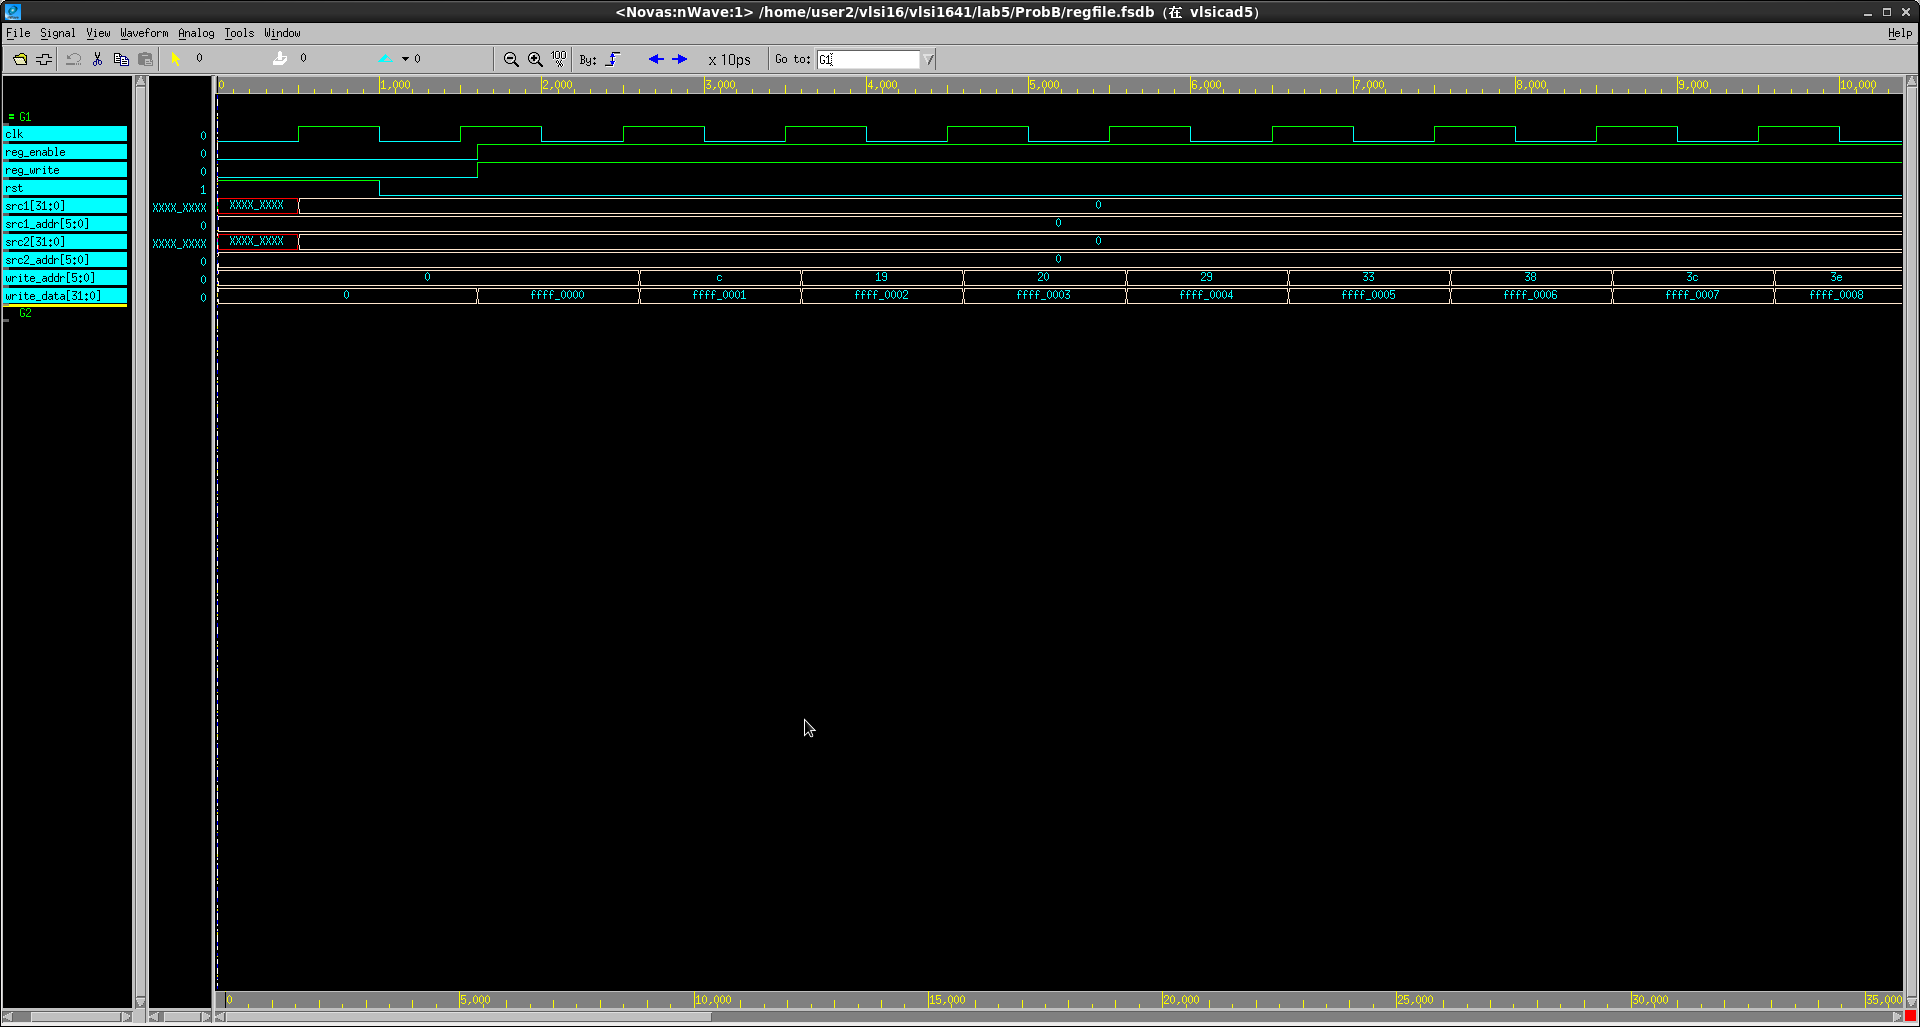 <Novas:nWave:1> /home/user2/vlsi16/vlsi1641/lab5/ProbB/regfile.fsdb (在 vlsicad5)
File Signal View Waveform Analog Tools Window Help
0 0 0 100 % By: x 10ps Go to: G1
0 1,000 2,000 3,000 4,000 5,000 6,000 7,000 8,000 9,000 10,000
= G1
clk 0
reg_enable 0
reg_write 0
rst 1
src1[31:0] XXXX_XXXX XXXX_XXXX 0
src1_addr[5:0] 0 0
src2[31:0] XXXX_XXXX XXXX_XXXX 0
src2_addr[5:0] 0 0
write_addr[5:0] 0 0 c 19 20 29 33 38 3c 3e
write_data[31:0] 0 0 ffff_0000 ffff_0001 ffff_0002 ffff_0003 ffff_0004 ffff_0005 ffff_0006 ffff_0007 ffff_0008
G2
0 5,000 10,000 15,000 20,000 25,000 30,000 35,000